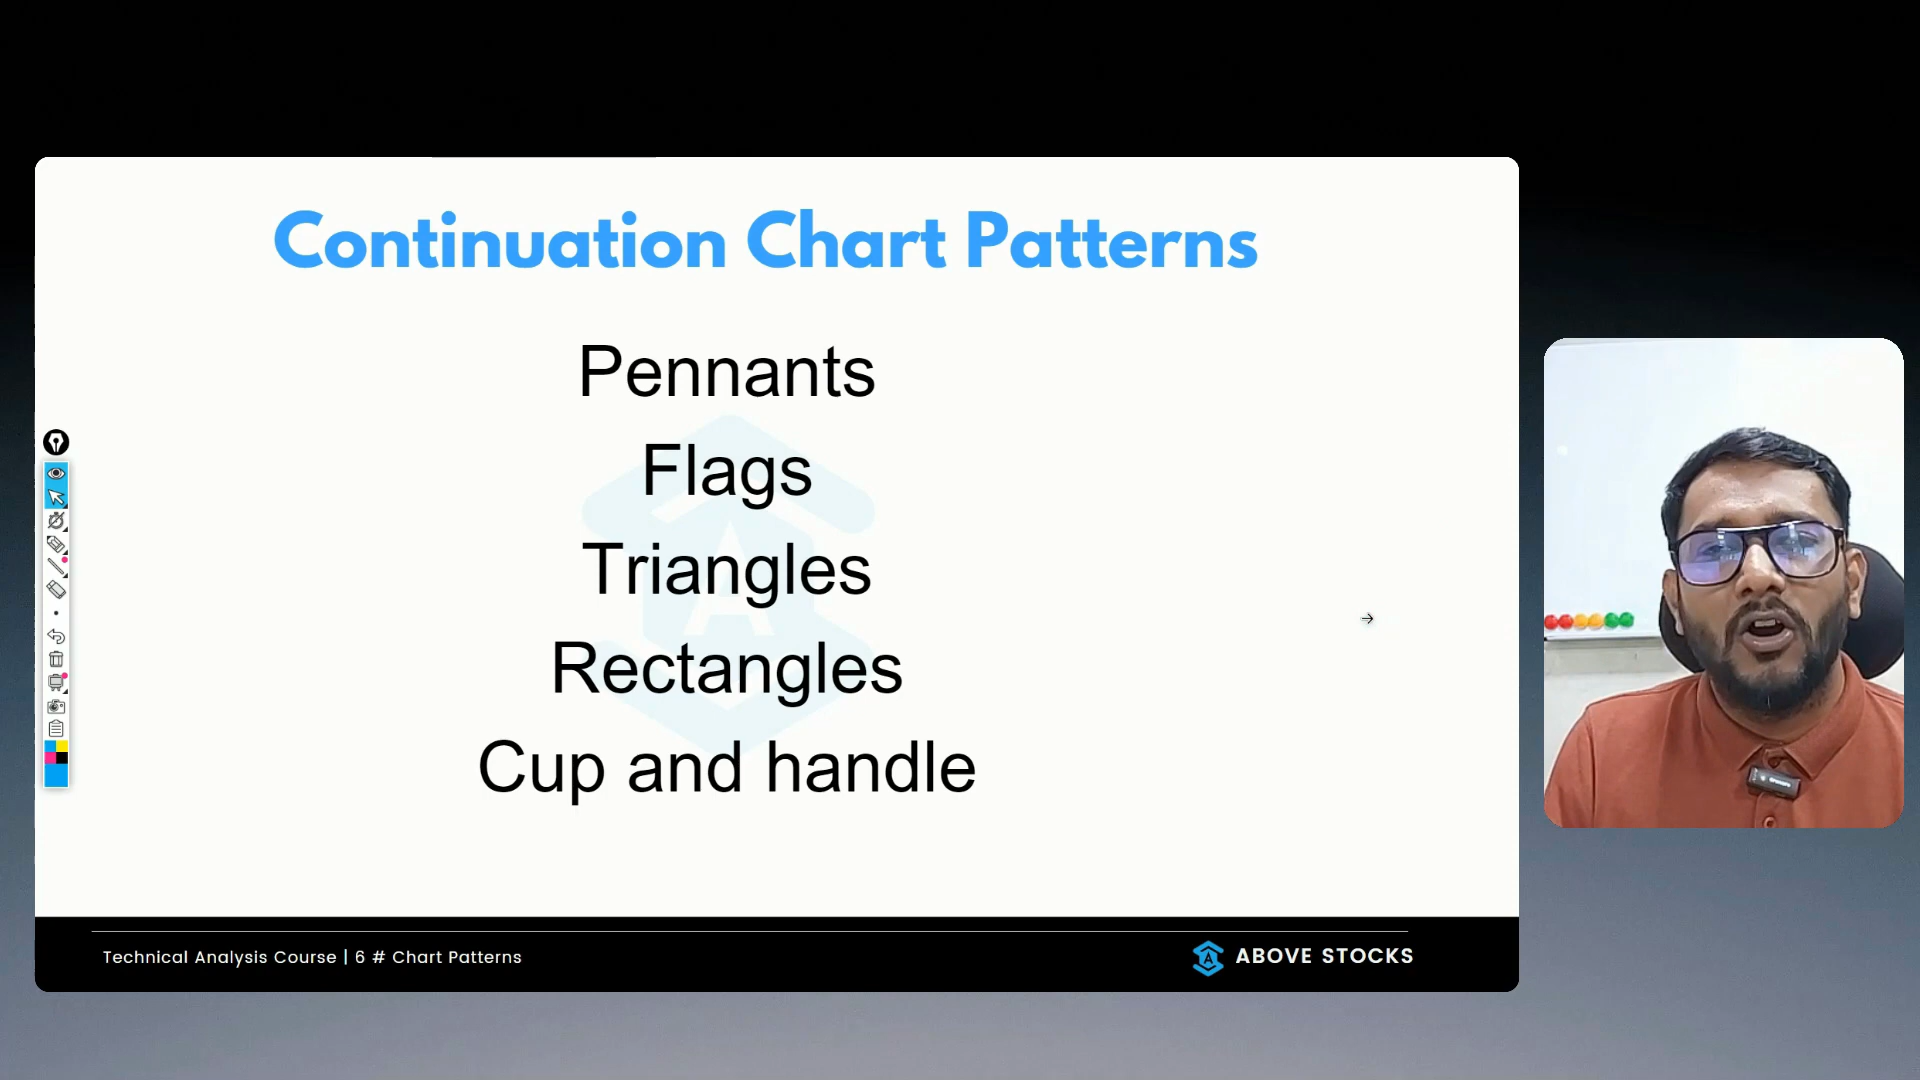 Continuation Chart Patterns
Pennants
Flags
Triangles
Rectangles
Cup and handle
Technical Analysis Course | 6 # Chart Patterns
ABOVE STOCKS